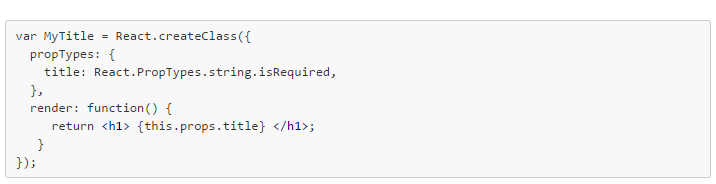 var MyTitle = React.createClass({
  propTypes: {
    title: React.PropTypes.string.isRequired,
  },
  render: function() {
     return <h1> {this.props.title} </h1>;
   }
});